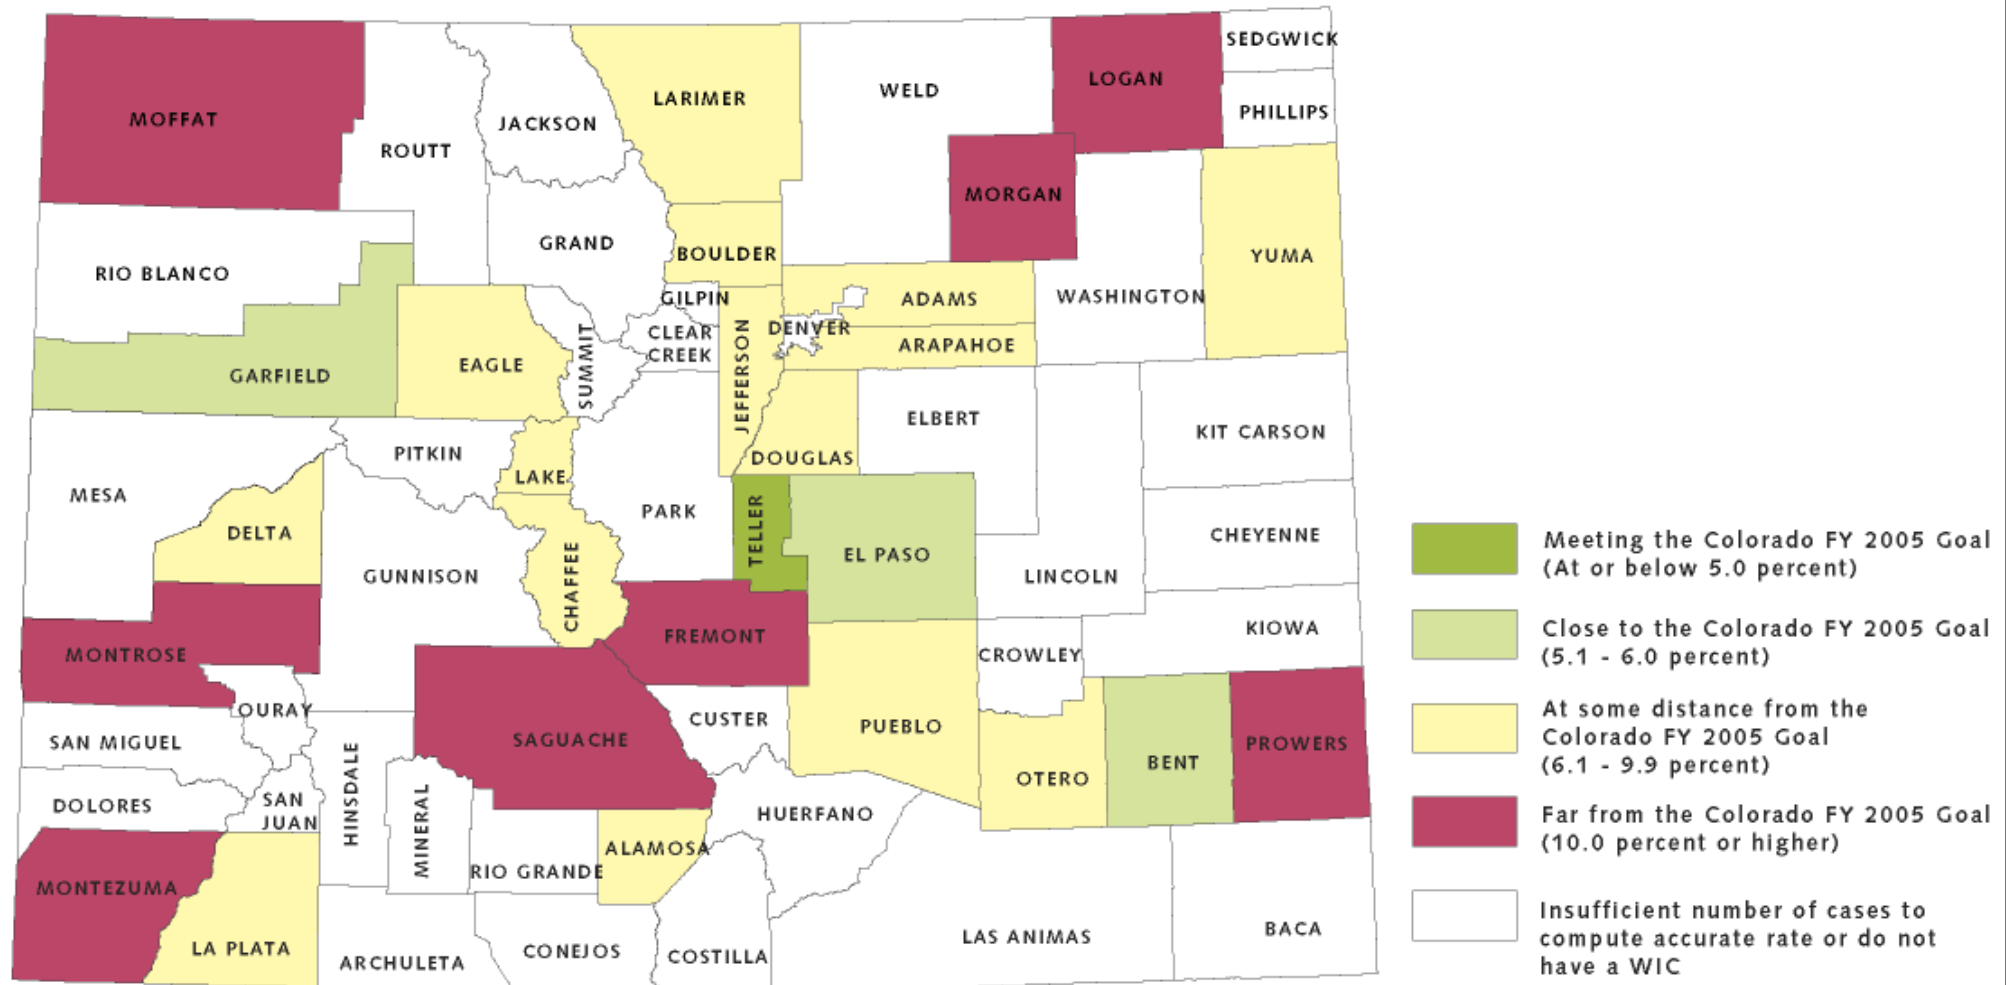 SEDGWICK
LOGAN
WELD
LARIMER
PHILLIPS
MOFFAT
JACKSON
ROUTT
MORGAN
GRAND
BOULDER
YUMA
RIO BLANCO
GILPIN
ADAMS
WASHINGTON
DENVER
CLEAR
CREEK
ARAPAHOE
EAGLE
SUMMIT
JEFFERSON
GARFIELD
ELBERT
KIT CARSON
PITKIN
DOUGLAS
LAKE
MESA
PARK
TELLER
DELTA
CHEYENNE
EL PASO
GUNNISON
LINCOLN
CHAFFEE
KIOWA
FREMONT
MONTROSE
CROWLEY
OURAY
CUSTER
PUEBLO
SAN MIGUEL
SAGUACHE
PROWERS
BENT
OTERO
HINSDALE
DOLORES
SAN
JUAN
MINERAL
HUERFANO
ALAMOSA
RIO GRANDE
MONTEZUMA
LA PLATA
ARCHULETA
CONEJOS
COSTILLA
LAS ANIMAS
BACA
Meeting the Colorado FY 2005 Goal
(At or below 5.0 percent)
Close to the Colorado FY 2005 Goal
(5.1 - 6.0 percent)
At some distance from the
Colorado FY 2005 Goal
(6.1 - 9.9 percent)
Far from the Colorado FY 2005 Goal
(10.0 percent or higher)
Insufficient number of cases to
compute accurate rate or do not
have a WIC